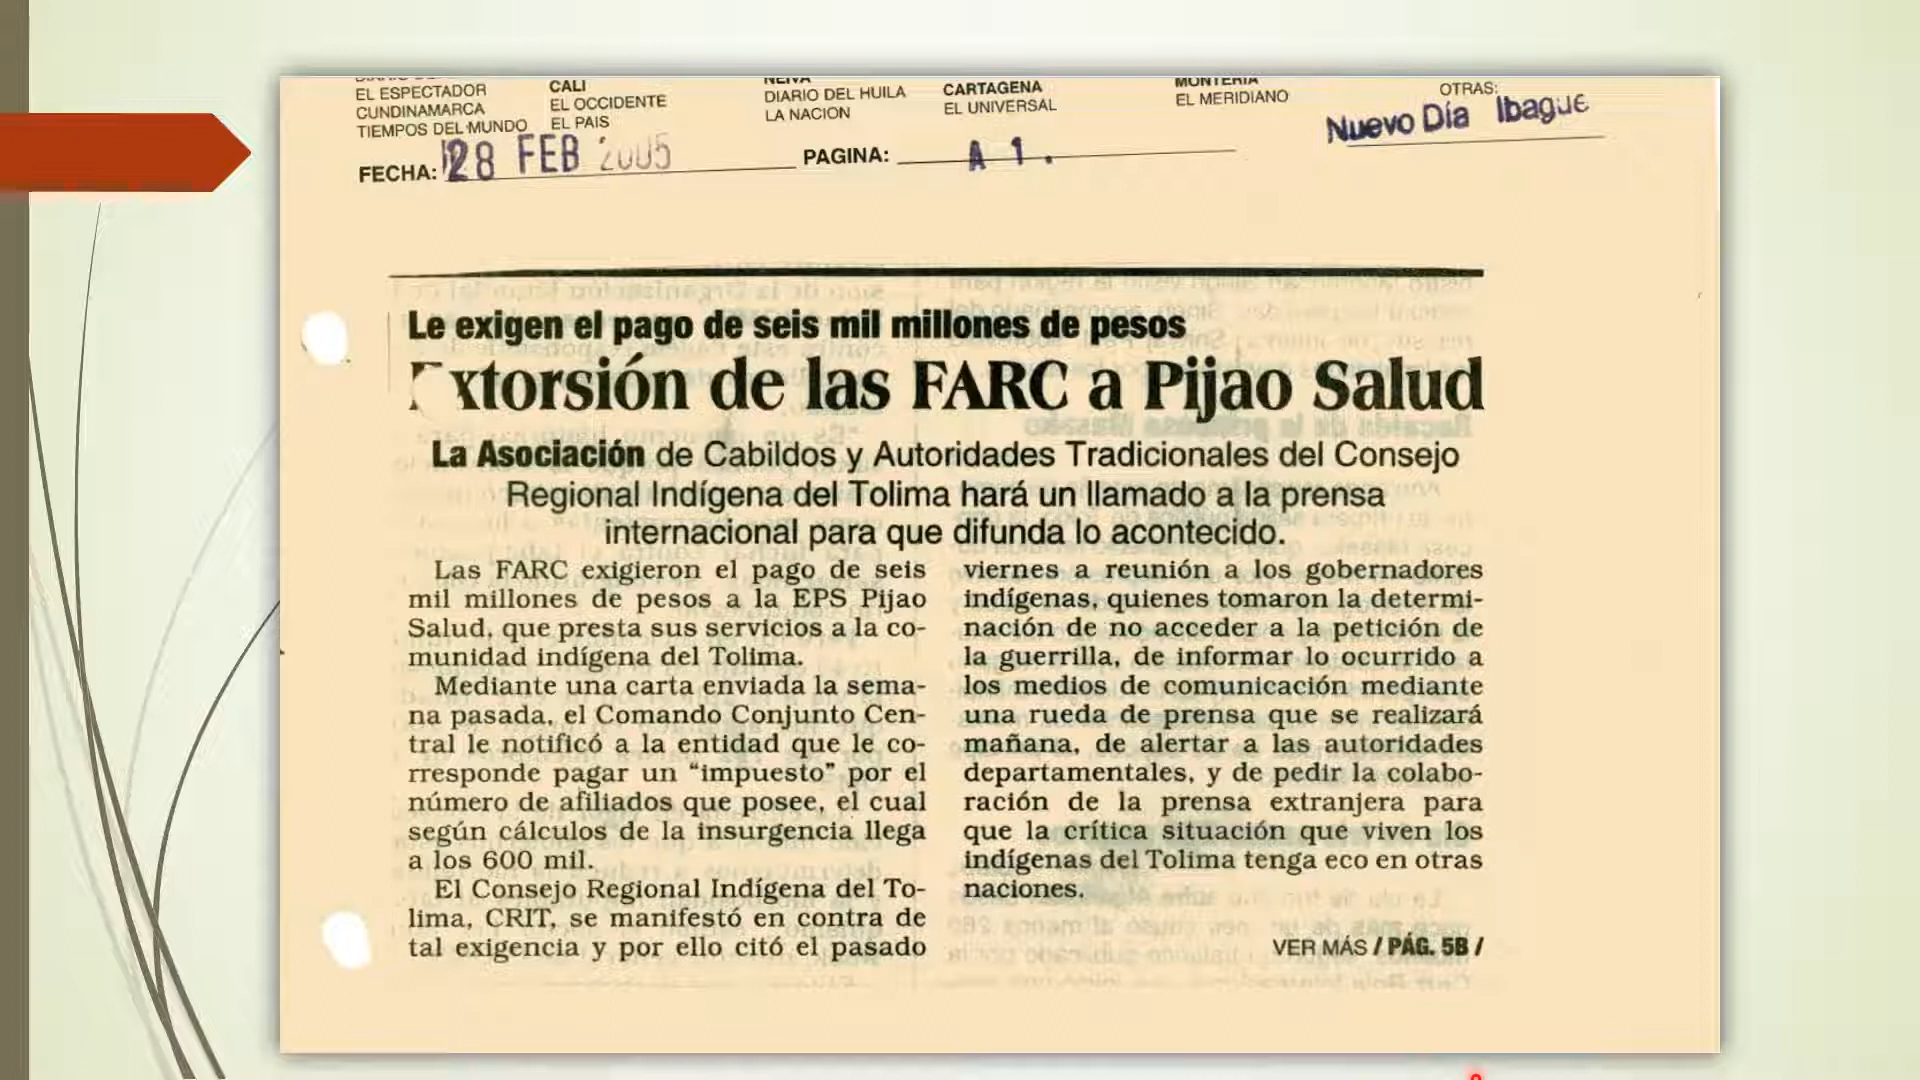 EL ESPECTADOR
CUNDINAMARCA
TIEMPOS DEL MUNDO
CALI
EL OCCIDENTE
EL PAIS
NEIVA
DIARIO DEL HUILA
LA NACION
CARTAGENA
EL UNIVERSAL
MONTERIA
EL MERIDIANO
OTRAS:
Nuevo Día Ibague
FECHA: 28 FEB 2005
PAGINA: A 1.
Le exigen el pago de seis mil millones de pesos
Extorsión de las FARC a Pijao Salud
La Asociación de Cabildos y Autoridades Tradicionales del Consejo
Regional Indígena del Tolima hará un llamado a la prensa
internacional para que difunda lo acontecido.
Las FARC exigieron el pago de seis
mil millones de pesos a la EPS Pijao
Salud, que presta sus servicios a la co-
munidad indígena del Tolima.
Mediante una carta enviada la sema-
na pasada, el Comando Conjunto Cen-
tral le notificó a la entidad que le co-
rresponde pagar un “impuesto” por el
número de afiliados que posee, el cual
según cálculos de la insurgencia llega
a los 600 mil.
El Consejo Regional Indígena del To-
lima, CRIT, se manifestó en contra de
tal exigencia y por ello citó el pasado
viernes a reunión a los gobernadores
indígenas, quienes tomaron la determi-
nación de no acceder a la petición de
la guerrilla, de informar lo ocurrido a
los medios de comunicación mediante
una rueda de prensa que se realizará
mañana, de alertar a las autoridades
departamentales, y de pedir la colabo-
ración de la prensa extranjera para
que la crítica situación que viven los
indígenas del Tolima tenga eco en otras
naciones.
VER MÁS / PÁG. 5B /